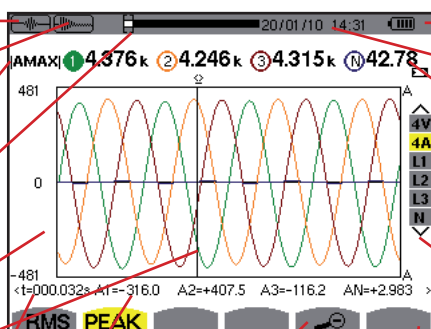 20/01/10 14:31
|AMAX| 1 4.376 k 2 4.246 k 3 4.315 k N 42.78
481 A
4V
4A
L1
0 L2
L3
N
-481 A
<t=000.032s A1=-316.0 A2=+407.5 A3=-116.2 AN=+2.983 >
RMS PEAK